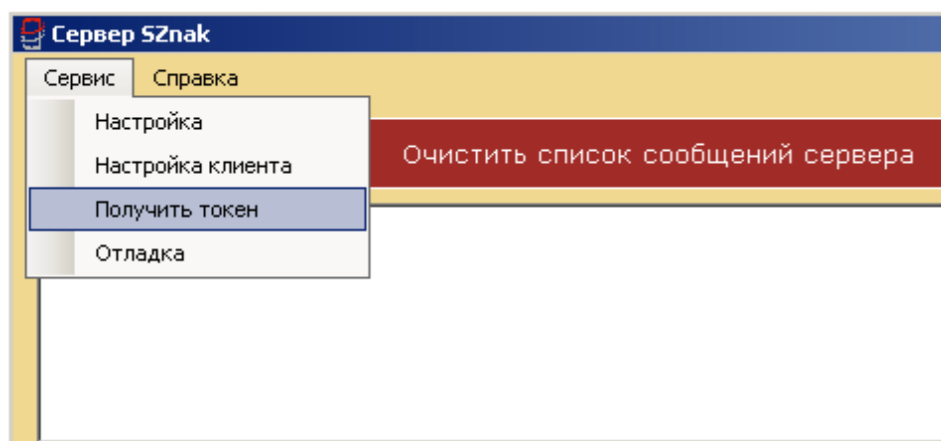 Сервер SZnak
Сервис Справка
Настройка
Настройка клиента
Очистить список сообщений сервера
Получить токен
Отладка